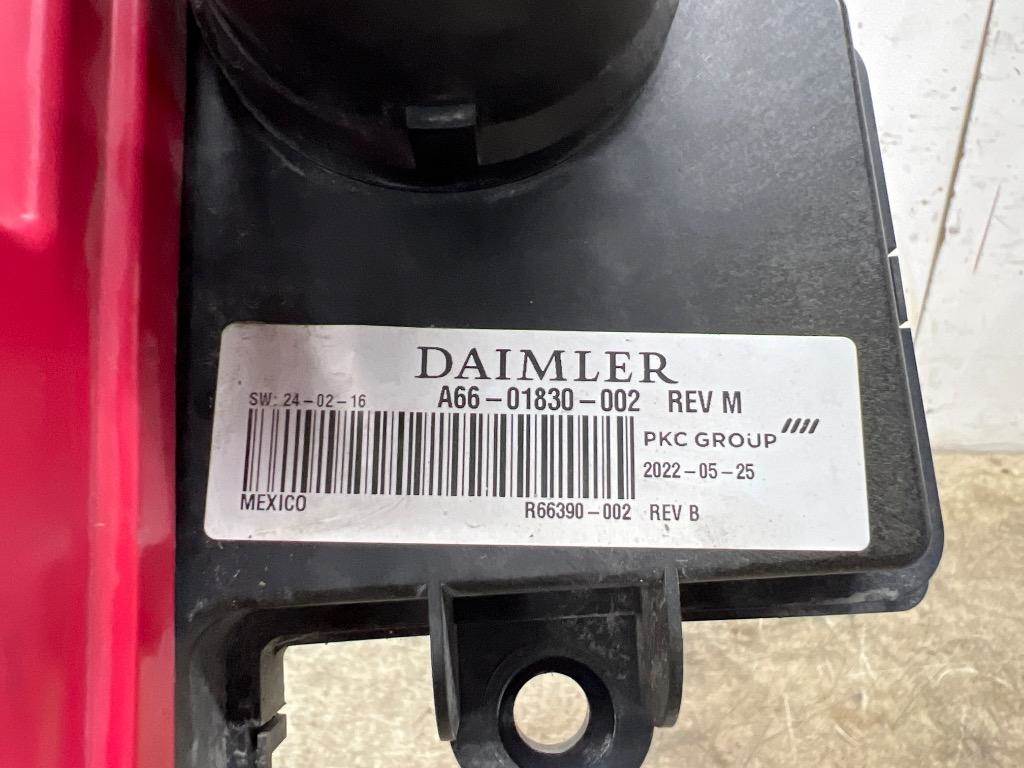 DAIMLER
SW: 24-02-16 A66-01830-002 REV M
PKC GROUP
2022-05-25
MEXICO R66390-002 REV B